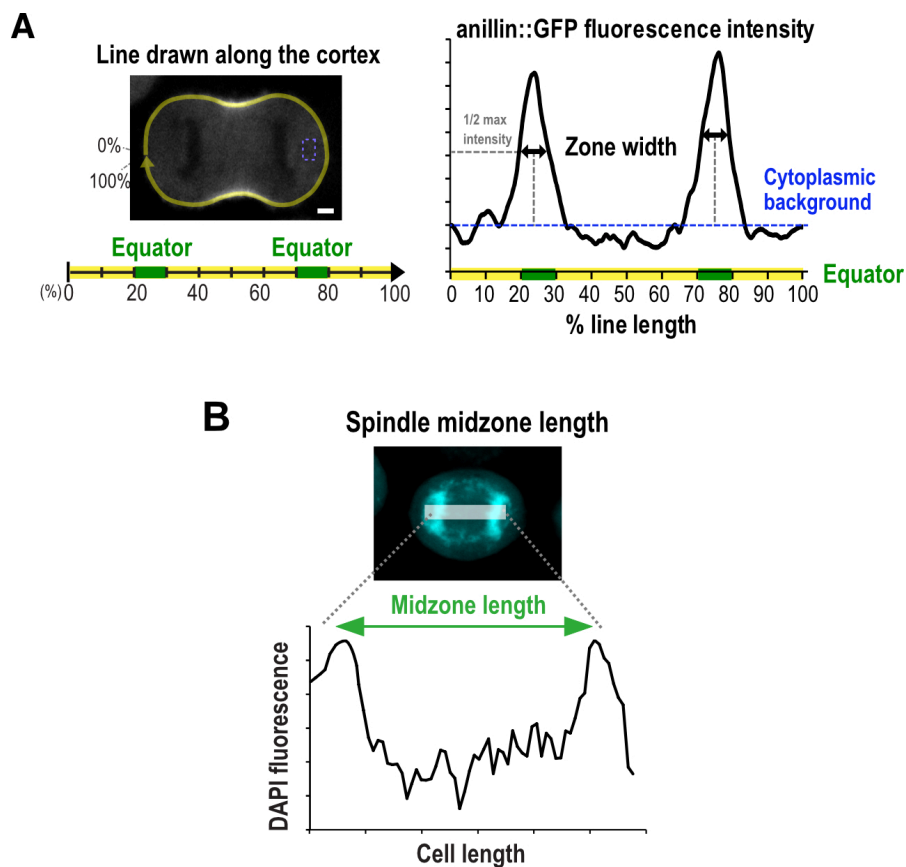 A
Line drawn along the cortex
0%
100%
Equator Equator
(%) 0 20 40 60 80 100
anillin::GFP fluorescence intensity
1/2 max
intensity
Zone width
Cytoplasmic
background
Equator
0 10 20 30 40 50 60 70 80 90 100
% line length
B
Spindle midzone length
Midzone length
DAPI fluorescence
Cell length